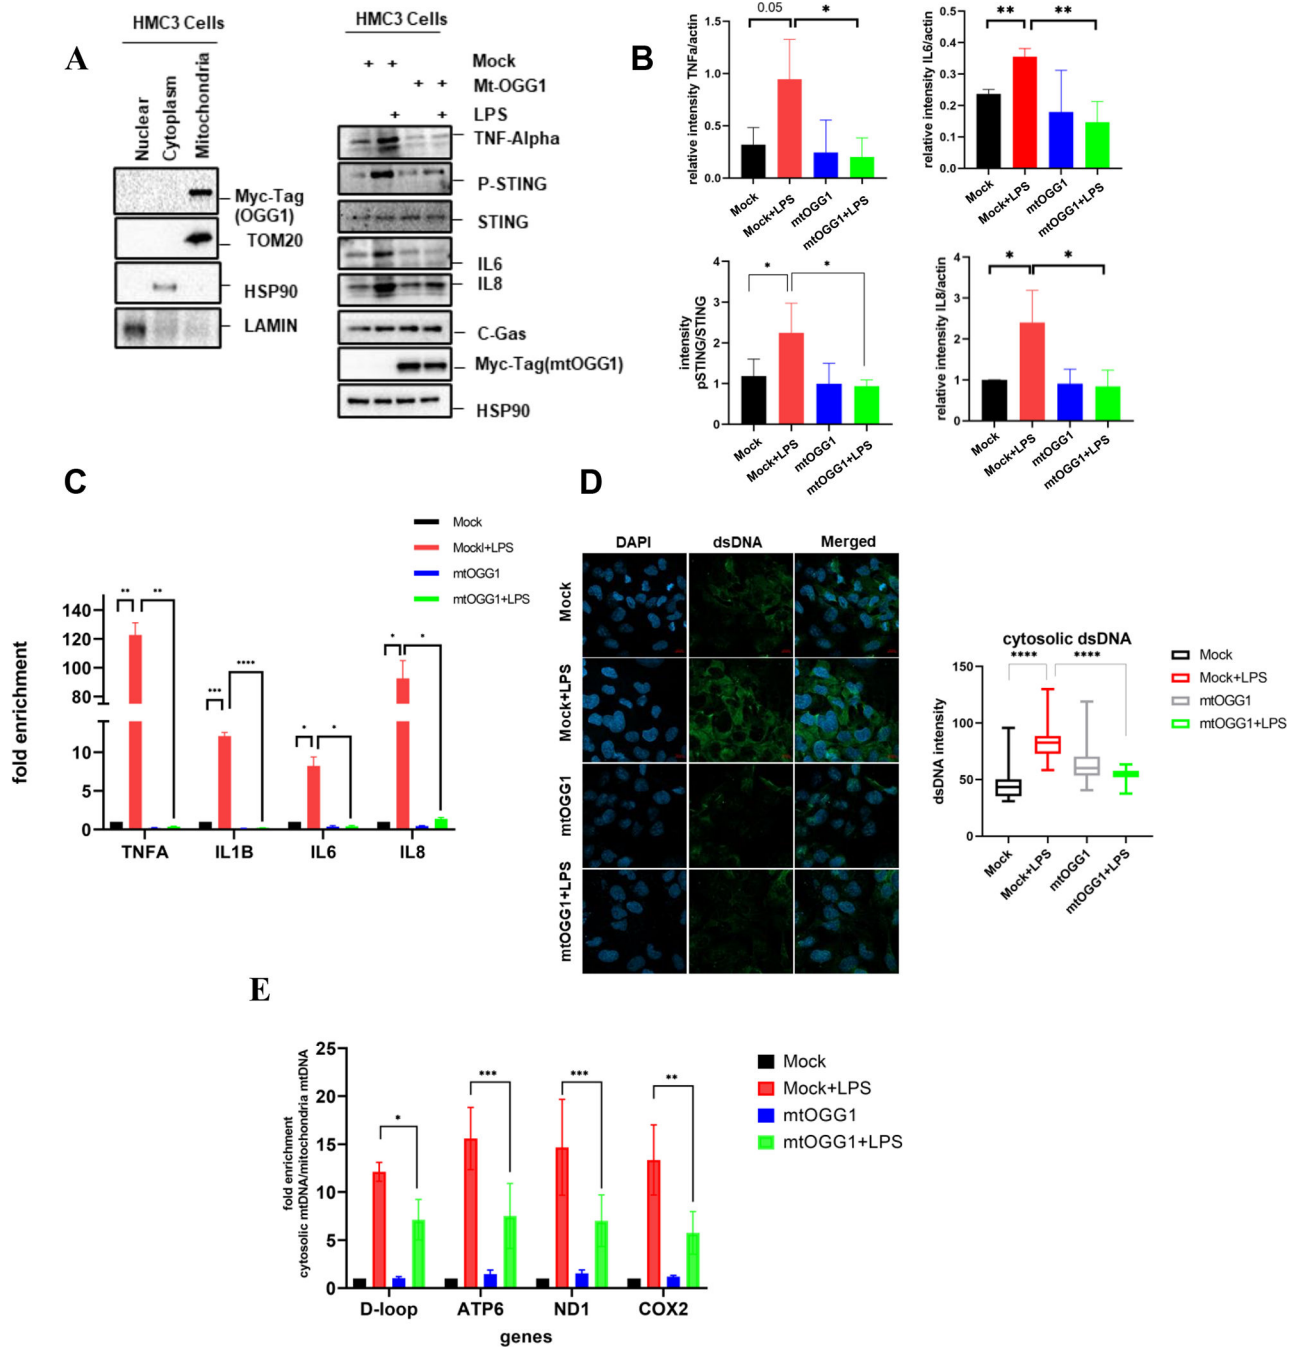 A
HMC3 Cells
Nuclear
Cytoplasm
Mitochondria
Myc-Tag
(OGG1)
TOM20
HSP90
LAMIN
HMC3 Cells
+ + Mock
+ + Mt-OGG1
+ + LPS
TNF-Alpha
P-STING
STING
IL6
IL8
C-Gas
Myc-Tag(mtOGG1)
HSP90
B
relative intensity TNFa/actin
1.5
1.0
0.5
0.0
0.05
*
Mock
Mock+LPS
mtOGG1
mtOGG1+LPS
relative intensity IL6/actin
0.5
0.4
0.3
0.2
0.1
0.0
**
**
Mock
Mock+LPS
mtOGG1
mtOGG1+LPS
intensity
pSTING/STING
4
3
2
1
0
*
*
Mock
Mock+LPS
mtOGG1
mtOGG1+LPS
relative intensity IL8/actin
4
3
2
1
0
*
*
Mock
Mock+LPS
mtOGG1
mtOGG1+LPS
C
Mock
Mockl+LPS
mtOGG1
mtOGG1+LPS
fold enrichment
140
120
100
80
10
5
0
**
**
***
****
*
*
*
*
TNFA
IL1B
IL6
IL8
D
DAPI
dsDNA
Merged
Mock
Mock+LPS
mtOGG1
mtOGG1+LPS
cytosolic dsDNA
dsDNA intensity
150
100
50
0
****
****
Mock
Mock+LPS
mtOGG1
mtOGG1+LPS
Mock
Mock+LPS
mtOGG1
mtOGG1+LPS
E
fold enrichment
cytosolic mtDNA/mitochondria mtDNA
25
20
15
10
5
0
*
***
***
**
D-loop
ATP6
ND1
COX2
genes
Mock
Mock+LPS
mtOGG1
mtOGG1+LPS